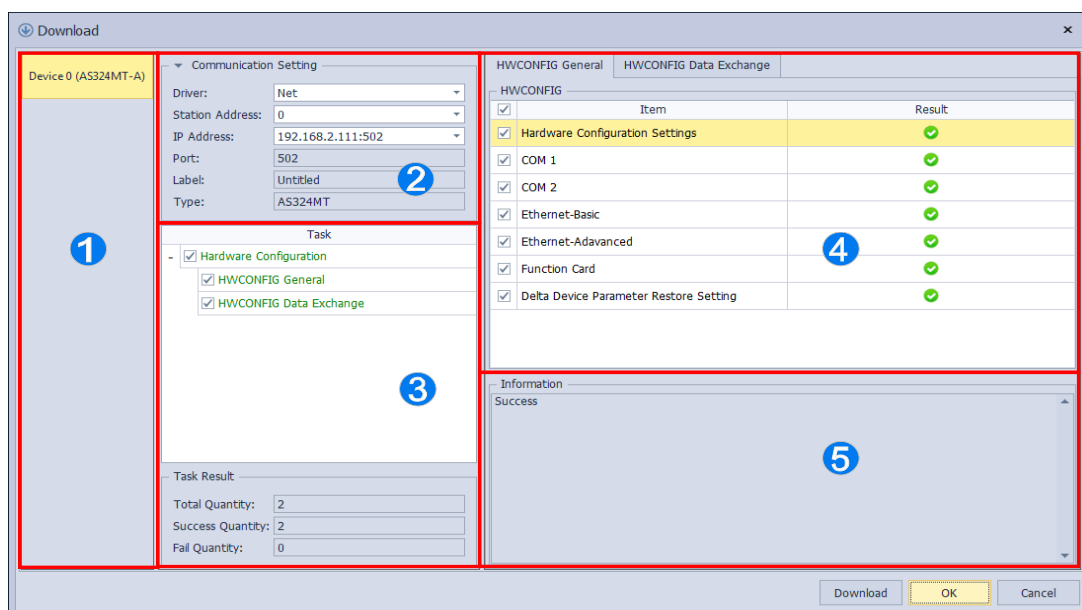 Download
Device 0 (AS324MT-A)
1
Communication Setting
Driver: Net
Station Address: 0
IP Address: 192.168.2.111:502
Port: 502
Label: Untitled
Type: AS324MT
2
Task
- Hardware Configuration
HWCONFIG General
HWCONFIG Data Exchange
3
Task Result
Total Quantity: 2
Success Quantity: 2
Fail Quantity: 0
HWCONFIG General HWCONFIG Data Exchange
HWCONFIG
Item Result
Hardware Configuration Settings
COM 1
COM 2
Ethernet-Basic
Ethernet-Adavanced
Function Card
Delta Device Parameter Restore Setting
4
Information
Success
5
Download OK Cancel